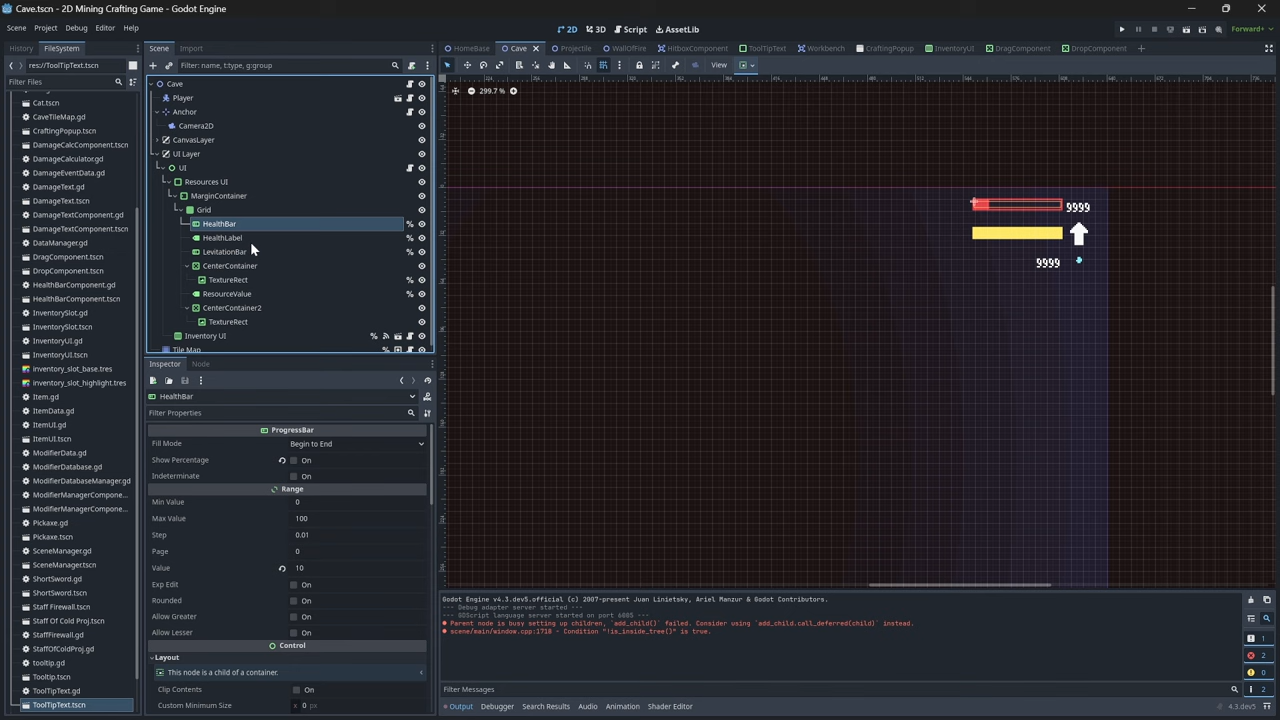 Cave.tscn - 2D Mining Crafting Game - Godot Engine
Scene Project Debug Editor Help
2D 3D Script AssetLib
Forward+
History FileSystem
res://ToolTipText.tscn
Filter Files
Cat.tscn
CaveTileMap.gd
CraftingPopup.tscn
DamageCalcComponent.tscn
DamageCalculator.gd
DamageEventData.gd
DamageText.gd
DamageText.tscn
DamageTextComponent.gd
DamageTextComponent.tscn
DataManager.gd
DragComponent.tscn
DropComponent.tscn
HealthBarComponent.gd
HealthBarComponent.tscn
InventorySlot.gd
InventorySlot.tscn
InventoryUI.gd
InventoryUI.tscn
inventory_slot_base.tres
inventory_slot_highlight.tres
Item.gd
ItemData.gd
ItemUI.gd
ItemUI.tscn
ModifierData.gd
ModifierDatabase.gd
ModifierDatabaseManager.gd
ModifierManagerCompone...
ModifierManagerCompone...
Pickaxe.gd
Pickaxe.tscn
SceneManager.gd
SceneManager.tscn
ShortSword.gd
ShortSword.tscn
Staff Firewall.tscn
Staff Of Cold Proj.tscn
StaffFirewall.gd
StaffOfColdProj.gd
tooltip.gd
Tooltip.tscn
ToolTipText.gd
ToolTipText.tscn
Scene Import
Filter: name, t:type, g:group
Cave
Player
Anchor
Camera2D
CanvasLayer
UI Layer
UI
Resources UI
MarginContainer
Grid
HealthBar
HealthLabel
LevitationBar
CenterContainer
TextureRect
ResourceValue
CenterContainer2
TextureRect
Inventory UI
Tile Map
Inspector Node
HealthBar
Filter Properties
ProgressBar
Fill Mode Begin to End
Show Percentage On
Indeterminate On
Range
Min Value 0
Max Value 100
Step 0.01
Page 0
Value 10
Exp Edit On
Rounded On
Allow Greater On
Allow Lesser On
Control
Layout
This node is a child of a container.
Clip Contents On
Custom Minimum Size x 0 px
HomeBase Cave Projectile WallOfFire HitboxComponent ToolTipText Workbench CraftingPopup InventoryUI DragComponent DropComponent
View
299.7 %
9999
9999
Godot Engine v4.3.dev5.official (c) 2007-present Juan Linietsky, Ariel Manzur & Godot Contributors.
--- Debug adapter server started ---
--- GDScript language server started on port 6005 ---
Parent node is busy setting up children, `add_child()` failed. Consider using `add_child.call_deferred(child)` instead.
scene/main/window.cpp:1718 - Condition "!is_inside_tree()" is true.
1
2
0
2
Filter Messages
Output Debugger Search Results Audio Animation Shader Editor
4.3.dev5